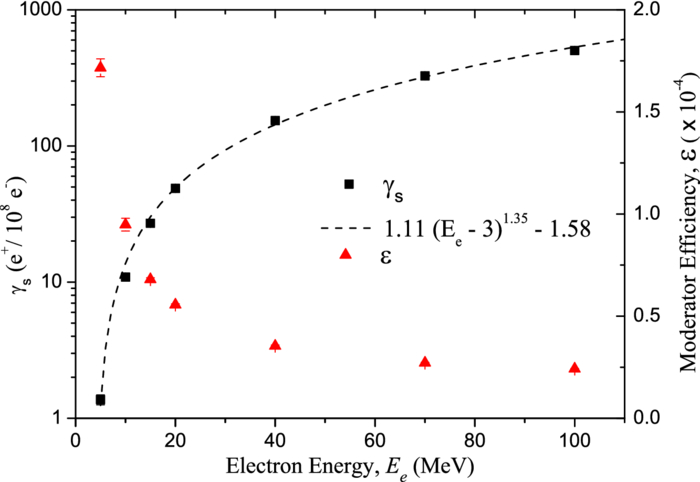 1000
100
10
1
γs (e+/ 10^8 e-)
2.0
1.5
1.0
0.5
0.0
Moderator Efficiency, ε ( x 10^-4)
γs
1.11 (Ee - 3)^1.35 - 1.58
ε
0 20 40 60 80 100
Electron Energy, Ee (MeV)